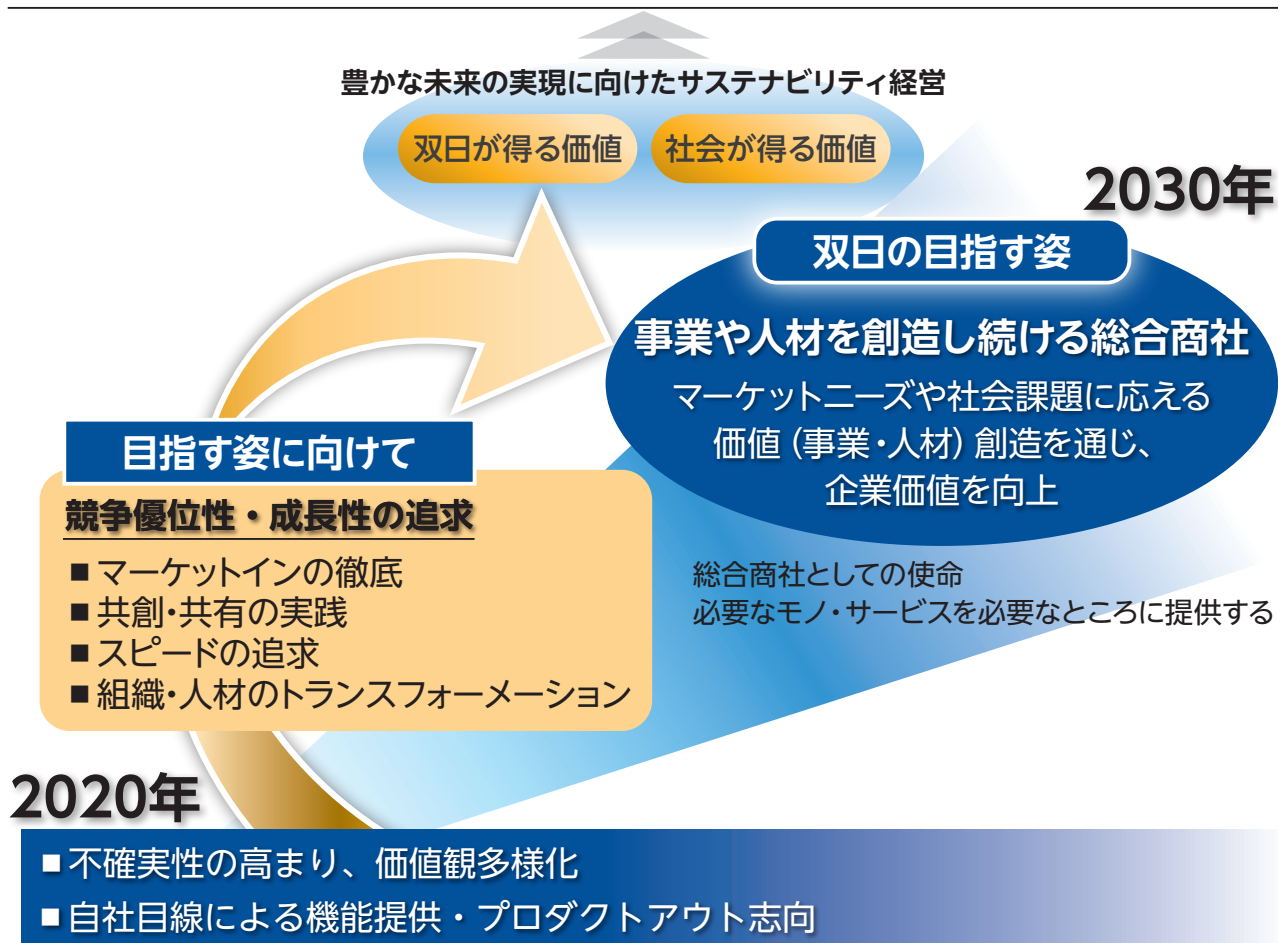 豊かな未来の実現に向けたサステナビリティ経営
双日が得る価値
社会が得る価値
2030年
双日の目指す姿
事業や人材を創造し続ける総合商社
マーケットニーズや社会課題に応える
価値（事業・人材）創造を通じ、
企業価値を向上
目指す姿に向けて
競争優位性・成長性の追求
■ マーケットインの徹底
■ 共創・共有の実践
■ スピードの追求
■ 組織・人材のトランスフォーメーション
総合商社としての使命
必要なモノ・サービスを必要なところに提供する
2020年
■ 不確実性の高まり、価値観多様化
■ 自社目線による機能提供・プロダクトアウト志向